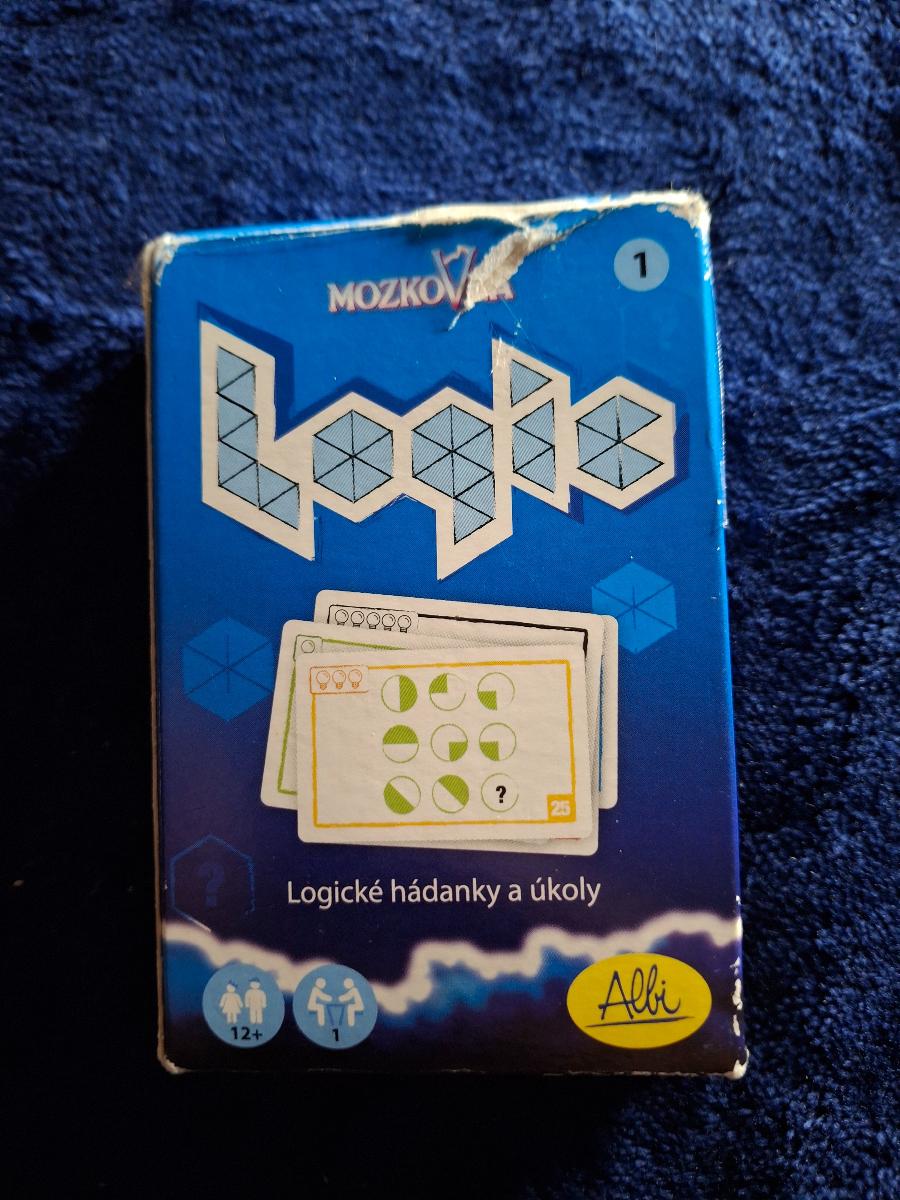 1
Logic
?
25
Logické hádanky a úkoly
12+
1
Albi